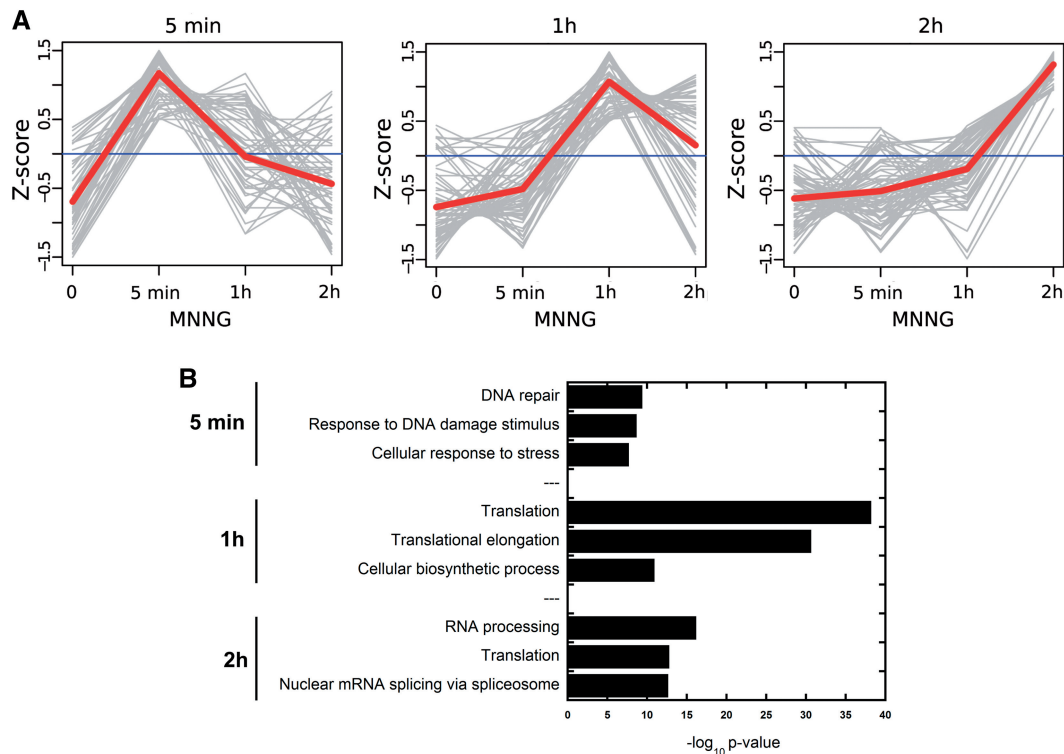 A
5 min
1h
2h
1.5
0.5
-0.5
-1.5
Z-score
0
5 min
1h
2h
MNNG
1.5
0.5
-0.5
-1.5
Z-score
0
5 min
1h
2h
MNNG
1.5
0.5
-0.5
-1.5
Z-score
0
5 min
1h
2h
MNNG
B
5 min
DNA repair
Response to DNA damage stimulus
Cellular response to stress
---
1h
Translation
Translational elongation
Cellular biosynthetic process
---
2h
RNA processing
Translation
Nuclear mRNA splicing via spliceosome
0 5 10 15 20 25 30 35 40
-log10 p-value